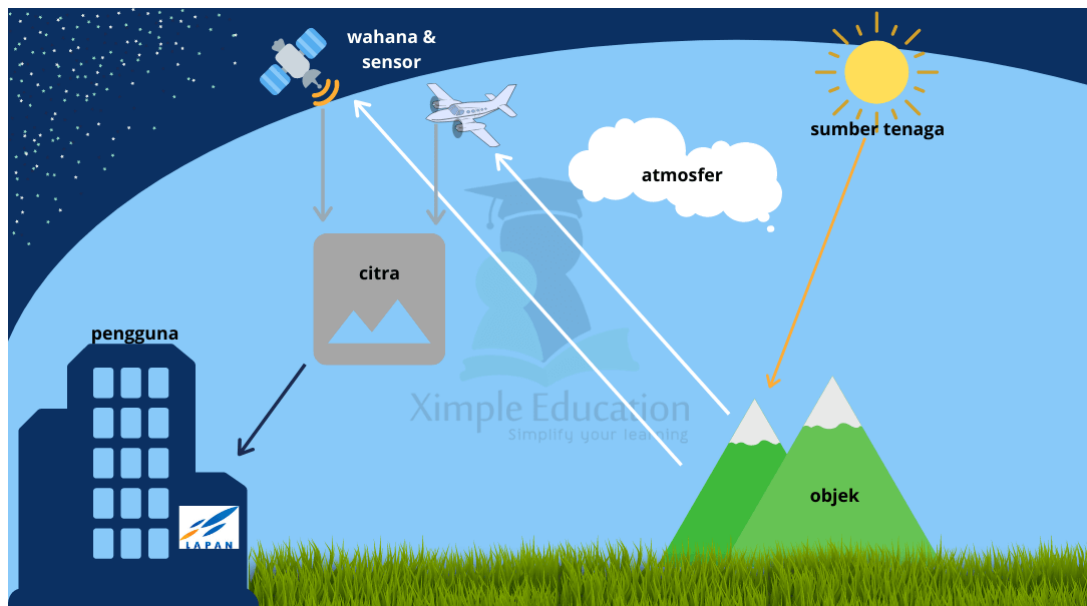 wahana &
sensor
sumber tenaga
atmosfer
citra
pengguna
Ximple Education
Simplify your learning
objek
LAPAN